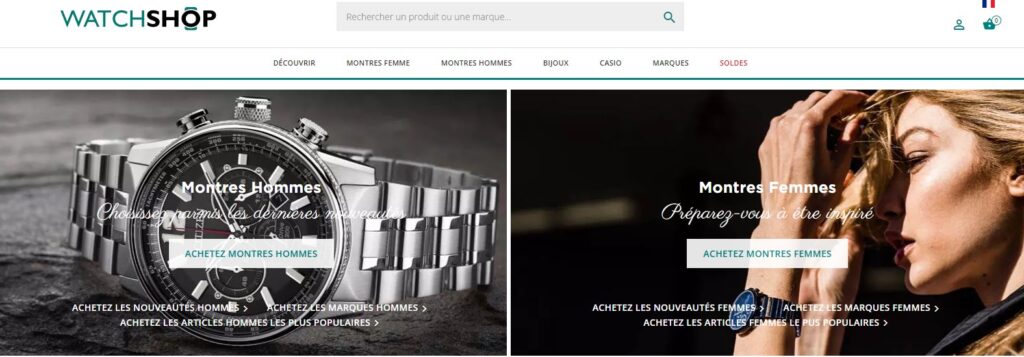 WATCHSHOP
Rechercher un produit ou une marque...
0
DÉCOUVRIR MONTRES FEMME MONTRES HOMMES BIJOUX CASIO MARQUES SOLDES
Montres Hommes
Choisissez parmis les dernières nouveautés
ACHETEZ MONTRES HOMMES
ACHETEZ LES NOUVEAUTÉS HOMMES > ACHETEZ LES MARQUES HOMMES >
ACHETEZ LES ARTICLES HOMMES LES PLUS POPULAIRES >
Montres Femmes
Préparez-vous à être inspiré
ACHETEZ MONTRES FEMMES
ACHETEZ LES NOUVEAUTÉS FEMMES > ACHETEZ LES MARQUES FEMMES >
ACHETEZ LES ARTICLES FEMMES LE PUS POPULAIRES >